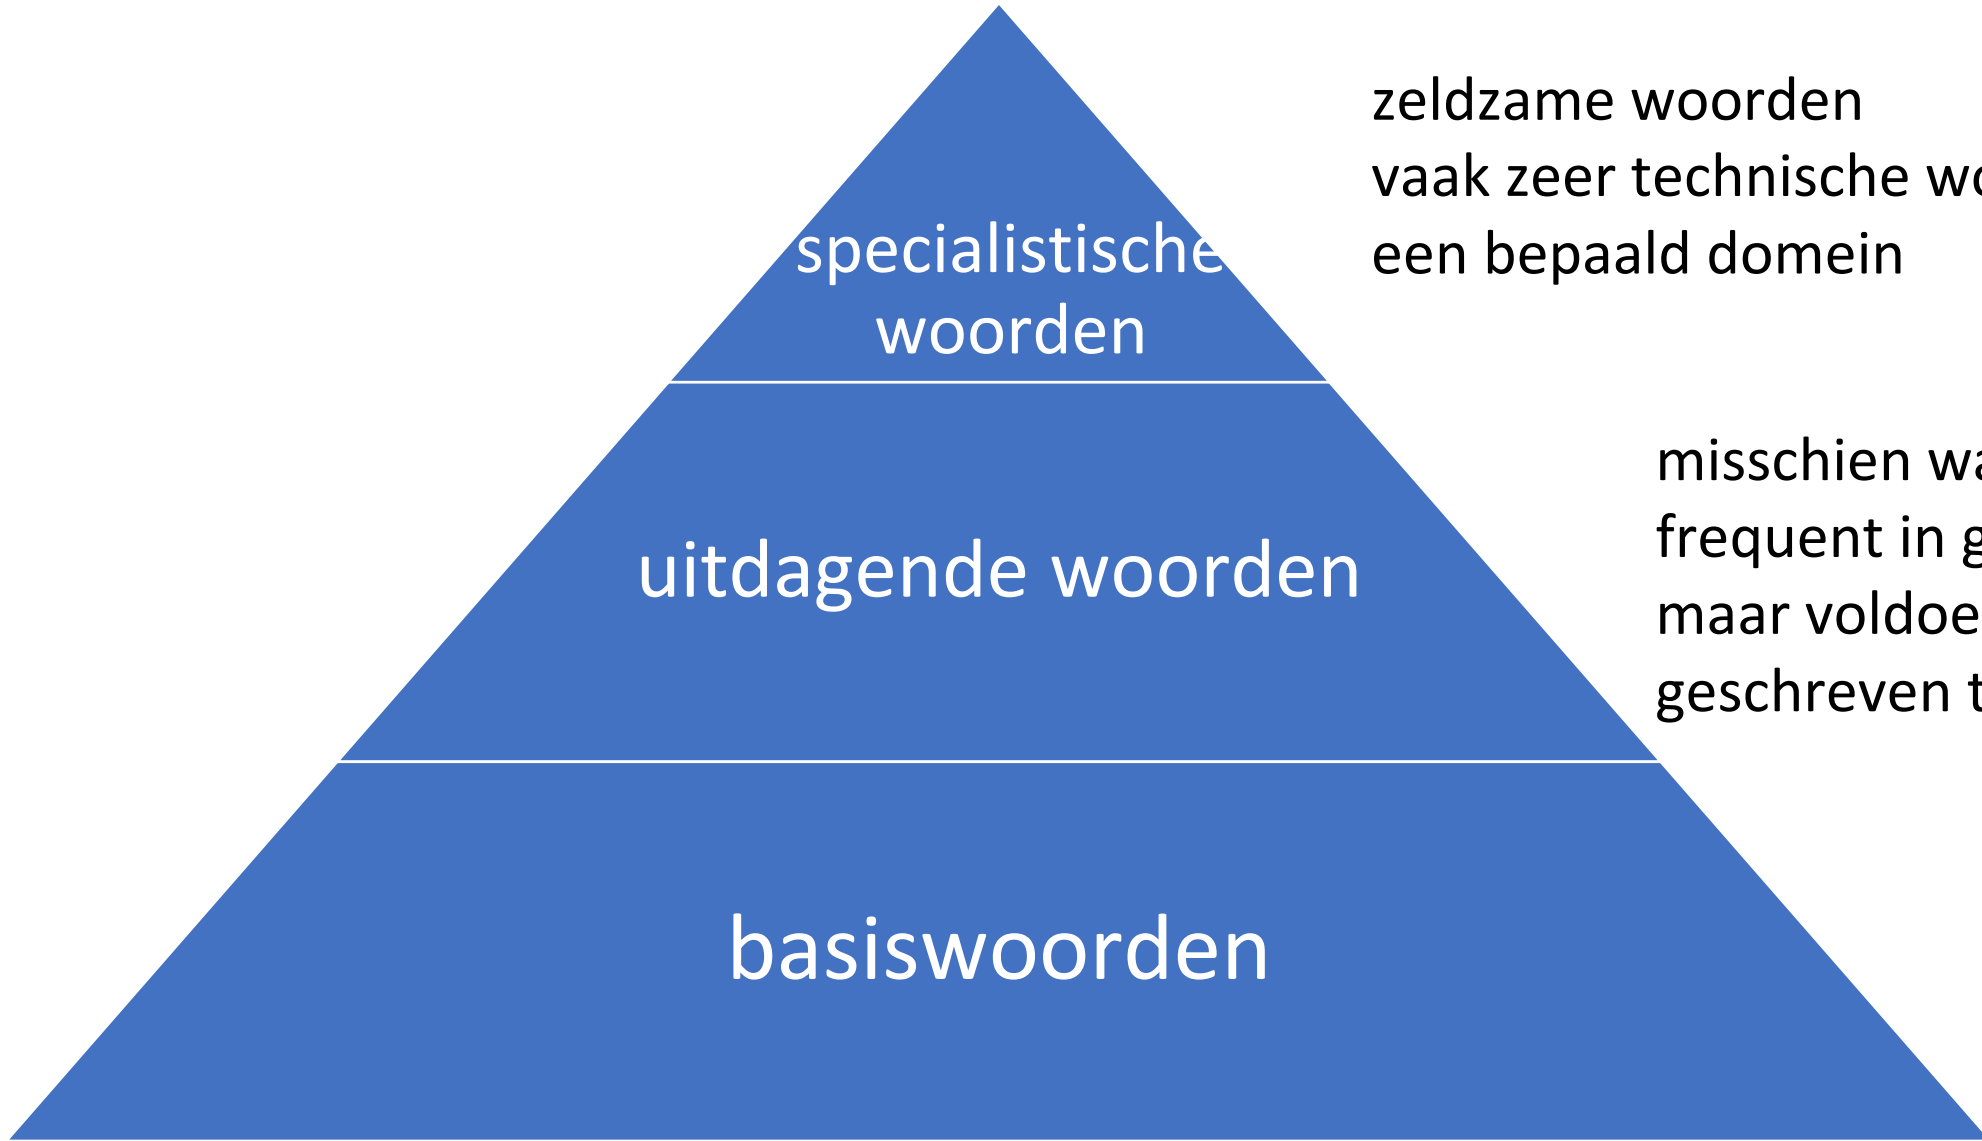 zeldzame woorden
vaak zeer technische
een bepaald domein
specialistische
woorden
misschien
frequent in
maar
geschreven
uitdagende woorden
basiswoorden